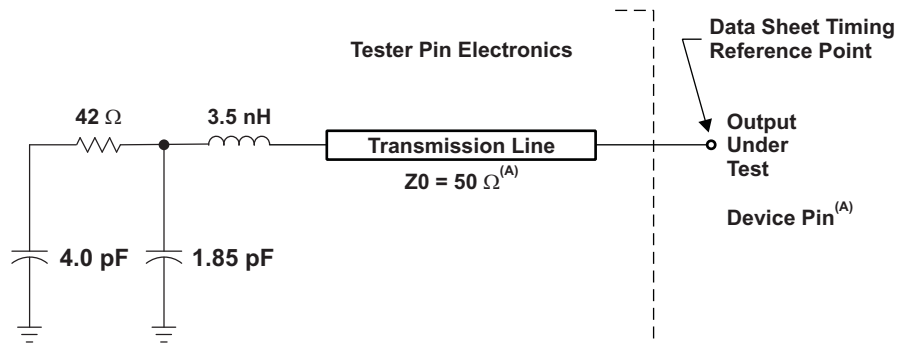 Tester Pin Electronics
Data Sheet Timing
Reference Point
42 Ω
3.5 nH
Transmission Line
Z0 = 50 Ω(A)
Output
Under
Test
Device Pin(A)
4.0 pF
1.85 pF